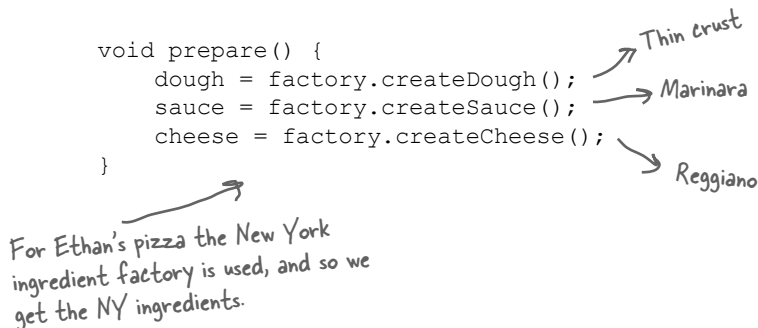 void prepare() {
dough = factory.createDough();
sauce = factory.createSauce();
cheese = factory.createCheese();
}
Thin crust
Marinara
Reggiano
For Ethan's pizza the New York
ingredient factory is used, and so we
get the NY ingredients.